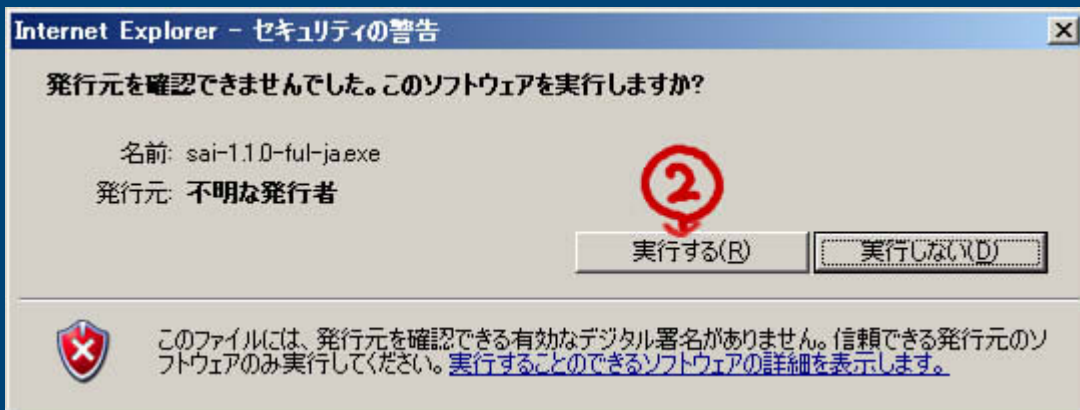 Internet Explorer - セキュリティの警告
発行元を確認できませんでした。このソフトウェアを実行しますか?
名前: sai-1.1.0-ful-ja.exe
発行元: 不明な発行者
②
実行する(R) 実行しない(D)
このファイルには、発行元を確認できる有効なデジタル署名がありません。信頼できる発行元のソ
フトウェアのみ実行してください。実行することのできるソフトウェアの詳細を表示します。